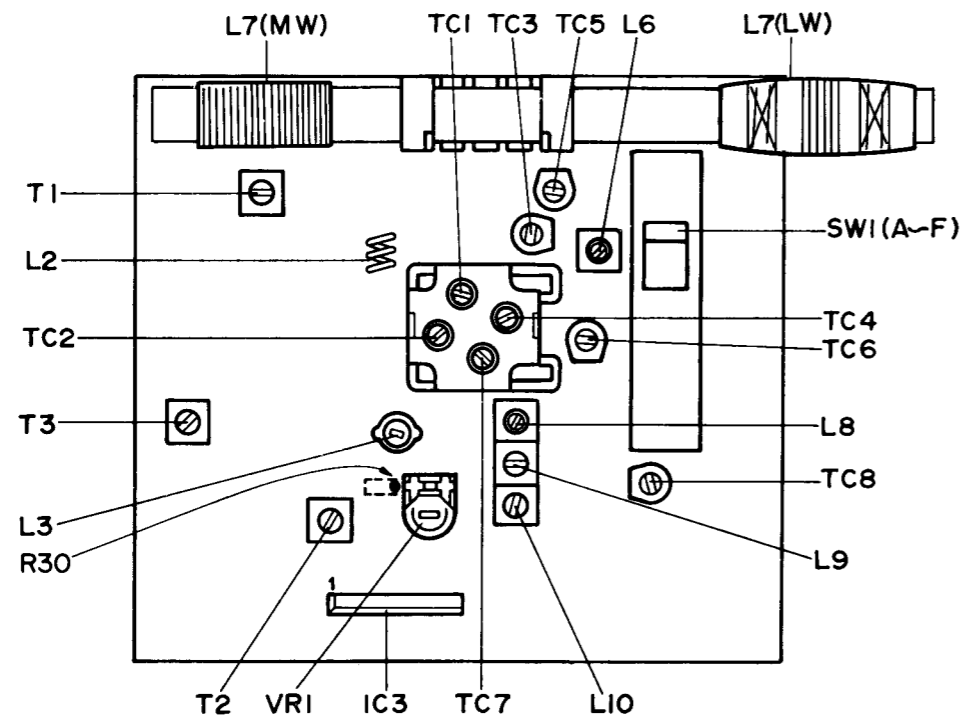 L7(MW) TC1 TC3 TC5 L6 L7(LW)
T1
SW1(A~F)
L2
TC4
TC2
TC6
T3
L8
TC8
L3
R30
L9
1
T2 VR1 IC3 TC7 L10